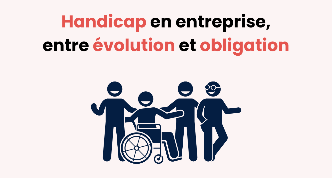 Handicap en entreprise,
entre évolution et obligation